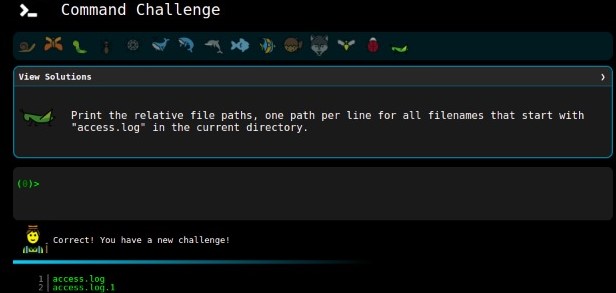 Command Challenge
View Solutions
Print the relative file paths, one path per line for all filenames that start with
"access.log" in the current directory.
(0)>
Correct! You have a new challenge!
1 access.log
2 access.log.1